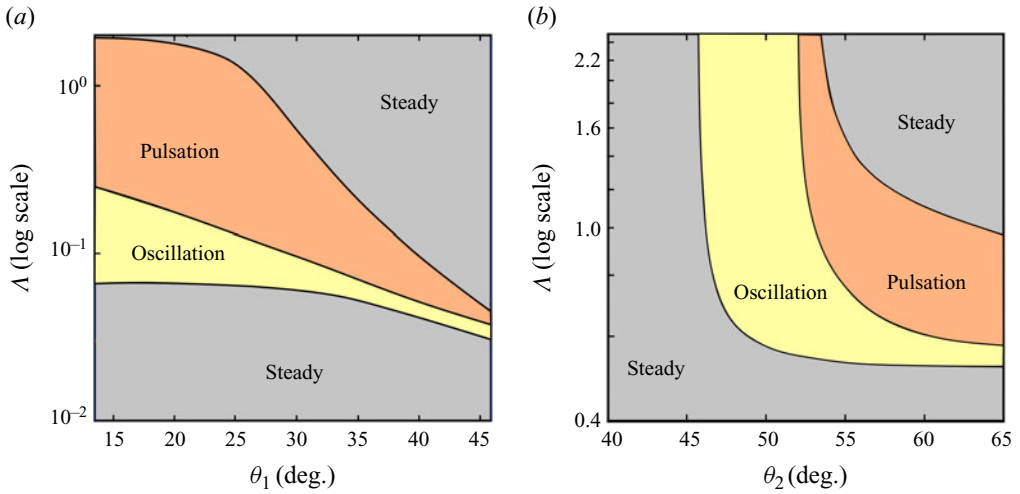 (a)
10⁰
10⁻¹
10⁻²
Λ (log scale)
Steady
Pulsation
Oscillation
Steady
15 20 25 30 35 40 45
θ₁ (deg.)
(b)
2.2
1.6
1.0
0.4
Λ (log scale)
Steady
Oscillation
Pulsation
Steady
40 45 50 55 60 65
θ₂ (deg.)